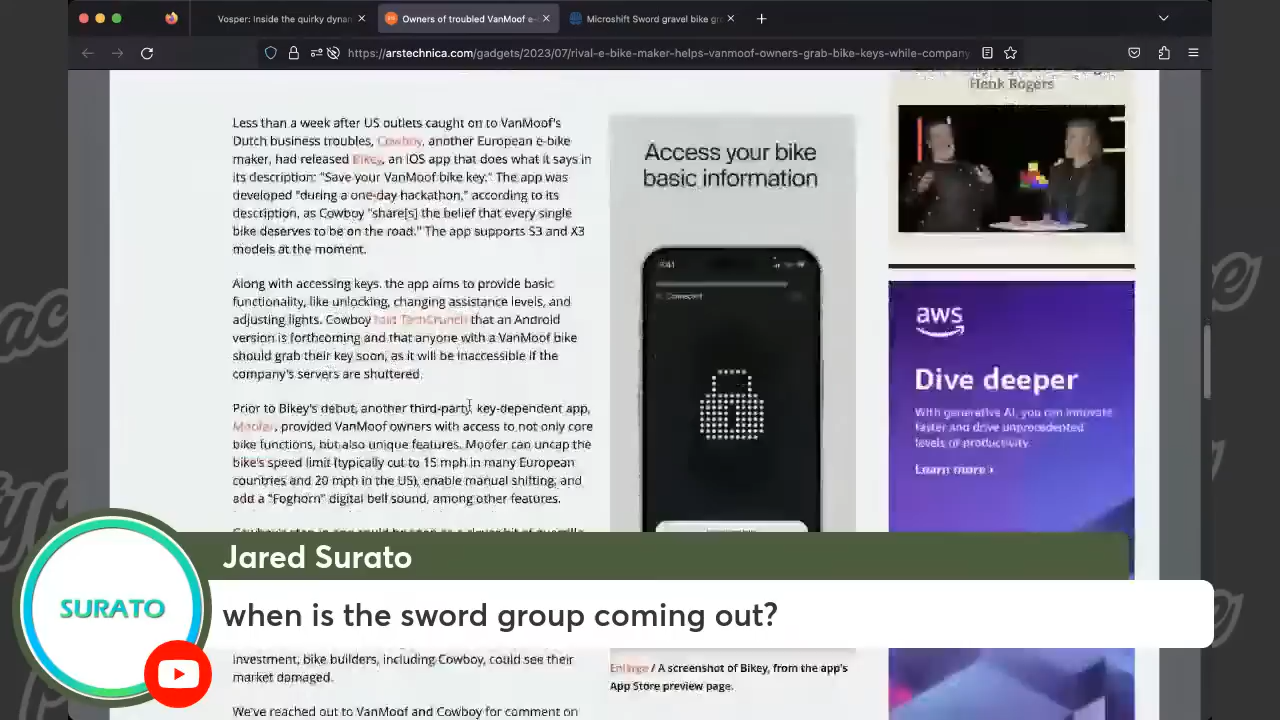 Vosper: Inside the quirky dynan
Owners of troubled VanMoof e-
Microshift Sword gravel bike gr
https://arstechnica.com/gadgets/2023/07/rival-e-bike-maker-helps-vanmoof-owners-grab-bike-keys-while-company
Henk Rogers
Less than a week after US outlets caught on to VanMoof's
Dutch business troubles, Cowboy, another European e-bike
maker, had released Bikey, an iOS app that does what it says in
its description: "Save your VanMoof bike key." The app was
developed "during a one-day hackathon," according to its
description, as Cowboy "share[s] the belief that every single
bike deserves to be on the road." The app supports S3 and X3
models at the moment.
Along with accessing keys, the app aims to provide basic
functionality, like unlocking, changing assistance levels, and
adjusting lights. Cowboy told TechCrunch that an Android
version is forthcoming and that anyone with a VanMoof bike
should grab their key soon, as it will be inaccessible if the
company's servers are shuttered.
Prior to Bikey's debut, another third-party, key-dependent app,
Moofer, provided VanMoof owners with access to not only core
bike functions, but also unique features. Moofer can uncap the
bike's speed limit (typically cut to 15 mph in many European
countries and 20 mph in the US), enable manual shifting, and
add a "Foghorn" digital bell sound, among other features.
Access your bike
basic information
9:41
Connected
aws
Dive deeper
With generative AI, you can innovate
faster and drive unprecedented
levels of productivity.
Learn more ›
Jared Surato
SURATO
when is the sword group coming out?
investment, bike builders, including Cowboy, could see their
market damaged.
We've reached out to VanMoof and Cowboy for comment on
Enlarge / A screenshot of Bikey, from the app's
App Store preview page.